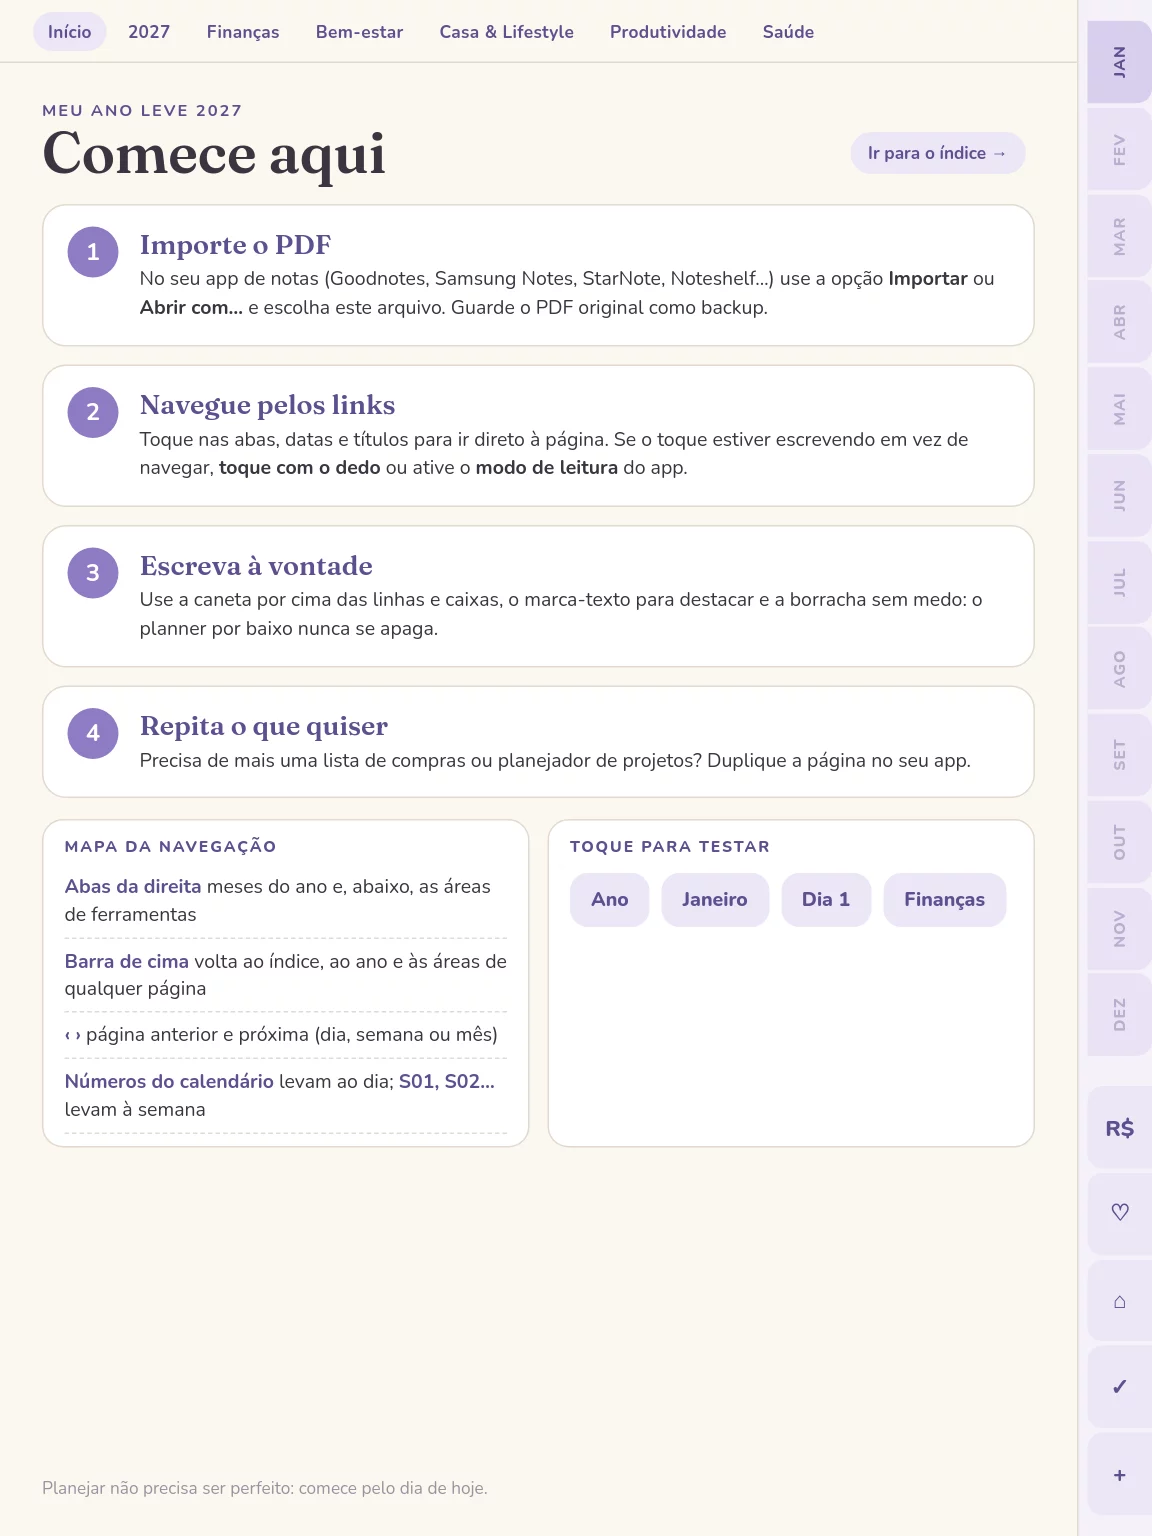 Início 2027 Finanças Bem-estar Casa & Lifestyle Produtividade Saúde
MEU ANO LEVE 2027
Comece aqui
Ir para o índice →
1
Importe o PDF
No seu app de notas (Goodnotes, Samsung Notes, StarNote, Noteshelf...) use a opção Importar ou
Abrir com... e escolha este arquivo. Guarde o PDF original como backup.
2
Navegue pelos links
Toque nas abas, datas e títulos para ir direto à página. Se o toque estiver escrevendo em vez de
navegar, toque com o dedo ou ative o modo de leitura do app.
3
Escreva à vontade
Use a caneta por cima das linhas e caixas, o marca-texto para destacar e a borracha sem medo: o
planner por baixo nunca se apaga.
4
Repita o que quiser
Precisa de mais uma lista de compras ou planejador de projetos? Duplique a página no seu app.
MAPA DA NAVEGAÇÃO
Abas da direita meses do ano e, abaixo, as áreas
de ferramentas
Barra de cima volta ao índice, ao ano e às áreas de
qualquer página
‹ › página anterior e próxima (dia, semana ou mês)
Números do calendário levam ao dia; S01, S02...
levam à semana
TOQUE PARA TESTAR
Ano Janeiro Dia 1 Finanças
Planejar não precisa ser perfeito: comece pelo dia de hoje.
JAN
FEV
MAR
ABR
MAI
JUN
JUL
AGO
SET
OUT
NOV
DEZ
R$
♡
⌂
✓
+